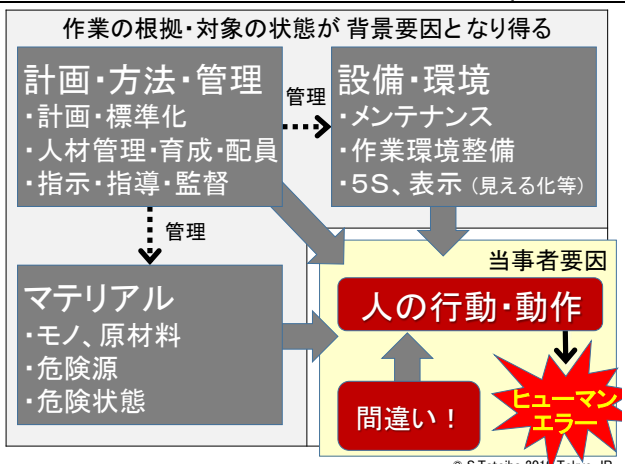 作業の根拠・対象の状態が 背景要因となり得る
計画・方法・管理
・計画・標準化
・人材管理・育成・配員
・指示・指導・監督
管理
設備・環境
・メンテナンス
・作業環境整備
・5S、表示（見える化等）
管理
マテリアル
・モノ、原材料
・危険源
・危険状態
当事者要因
人の行動・動作
間違い！
ヒューマン
エラー